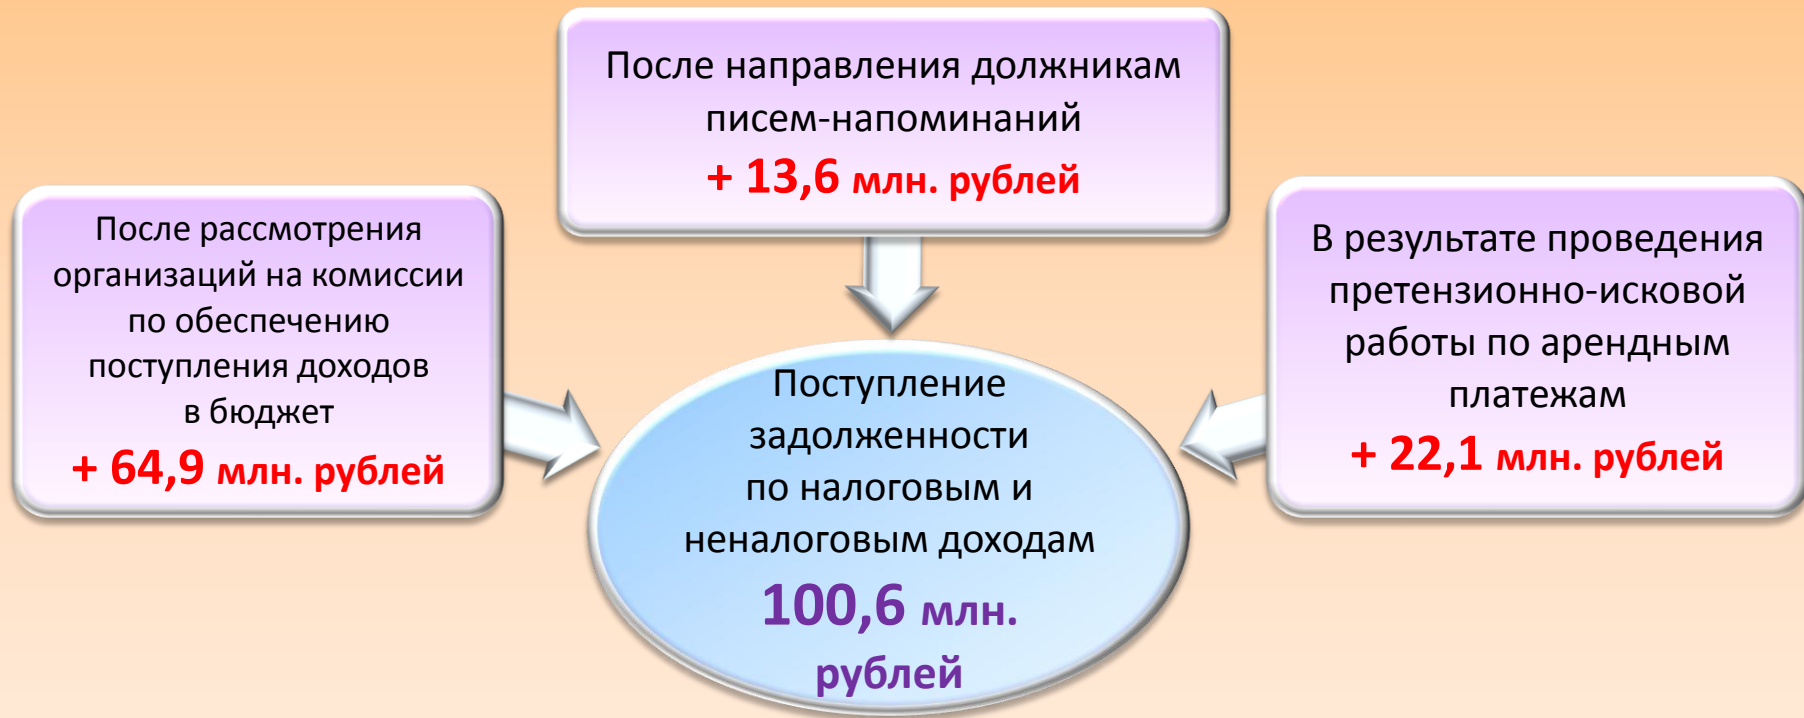 После направления должникам
писем-напоминаний
+ 13,6 млн. рублей
После рассмотрения
организаций на комиссии
по обеспечению
поступления доходов
в бюджет
+ 64,9 млн. рублей
В результате проведения
претензионно-исковой
работы по арендным
платежам
+ 22,1 млн. рублей
Поступление
задолженности
по налоговым и
неналоговым доходам
100,6 млн.
рублей